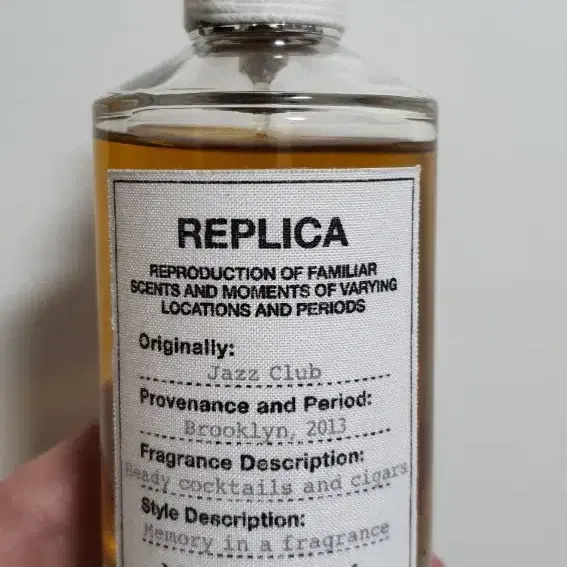 REPLICA
REPRODUCTION OF FAMILIAR
SCENTS AND MOMENTS OF VARYING
LOCATIONS AND PERIODS
Originally:
Jazz Club
Provenance and Period:
Brooklyn, 2013
Fragrance Description:
Heady cocktails and cigars
Style Description:
Memory in a fragrance